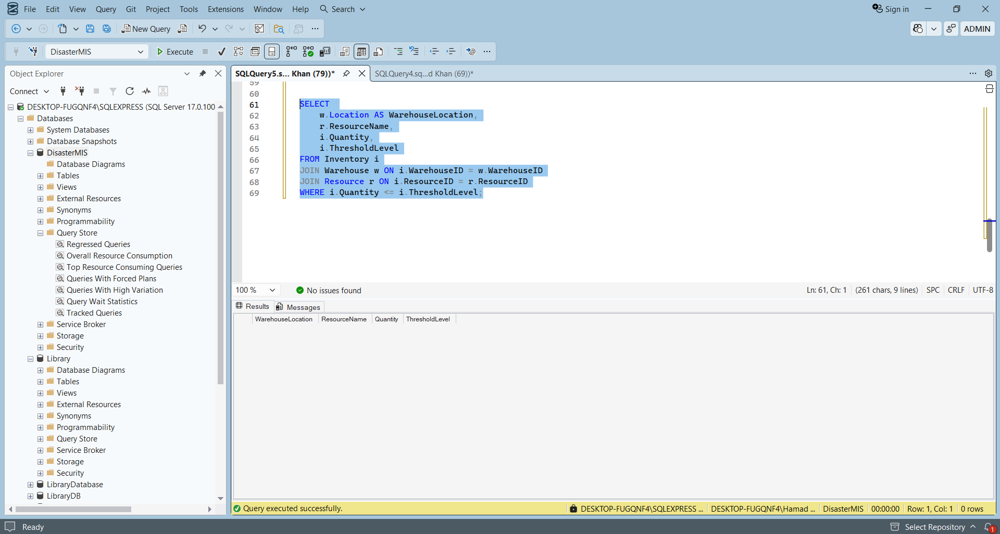 File Edit View Query Git Project Tools Extensions Window Help Search Sign in
New Query ADMIN
DisasterMIS Execute
Object Explorer
Connect
DESKTOP-FUGQNF4\SQLEXPRESS (SQL Server 17.0.100
Databases
System Databases
Database Snapshots
DisasterMIS
Database Diagrams
Tables
Views
External Resources
Synonyms
Programmability
Query Store
Regressed Queries
Overall Resource Consumption
Top Resource Consuming Queries
Queries With Forced Plans
Queries With High Variation
Query Wait Statistics
Tracked Queries
Service Broker
Storage
Security
Library
Database Diagrams
Tables
Views
External Resources
Synonyms
Programmability
Query Store
Service Broker
Storage
Security
LibraryDatabase
LibraryDB
SQLQuery5.s... Khan (79))* SQLQuery4.sq...d Khan (69))*
59
60
61 SELECT
62 w.Location AS WarehouseLocation,
63 r.ResourceName,
64 i.Quantity,
65 i.ThresholdLevel
66 FROM Inventory i
67 JOIN Warehouse w ON i.WarehouseID = w.WarehouseID
68 JOIN Resource r ON i.ResourceID = r.ResourceID
69 WHERE i.Quantity <= i.ThresholdLevel;
100 % No issues found Ln: 61, Ch: 1 (261 chars, 9 lines) SPC CRLF UTF-8
Results Messages
WarehouseLocation ResourceName Quantity ThresholdLevel
Query executed successfully. DESKTOP-FUGQNF4\SQLEXPRESS ... DESKTOP-FUGQNF4\Hamad ... DisasterMIS 00:00:00 Row: 1, Col: 1 0 rows
Ready Select Repository 1